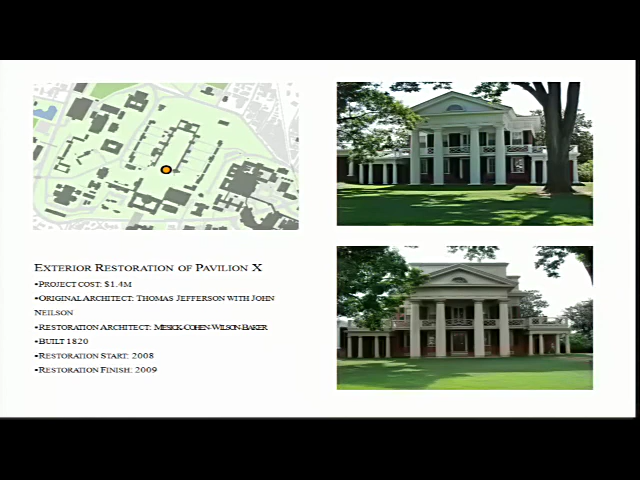 EXTERIOR RESTORATION OF PAVILION X
•PROJECT COST: $1.4M
•ORIGINAL ARCHITECT: THOMAS JEFFERSON WITH JOHN
NEILSON
•RESTORATION ARCHITECT: MESICK-COHEN-WILSON-BAKER
•BUILT 1820
•RESTORATION START: 2008
•RESTORATION FINISH: 2009